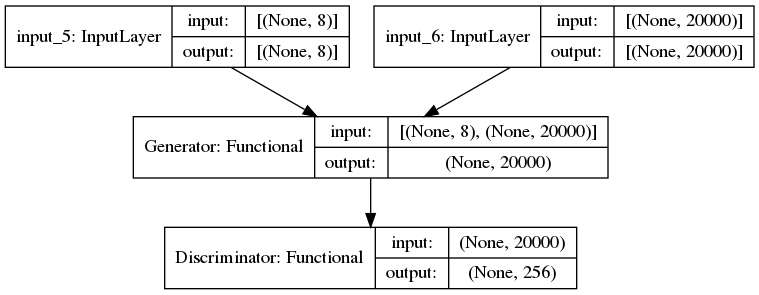 input_5: InputLayer
input: [(None, 8)]
output: [(None, 8)]
input_6: InputLayer
input: [(None, 20000)]
output: [(None, 20000)]
Generator: Functional
input: [(None, 8), (None, 20000)]
output: (None, 20000)
Discriminator: Functional
input: (None, 20000)
output: (None, 256)